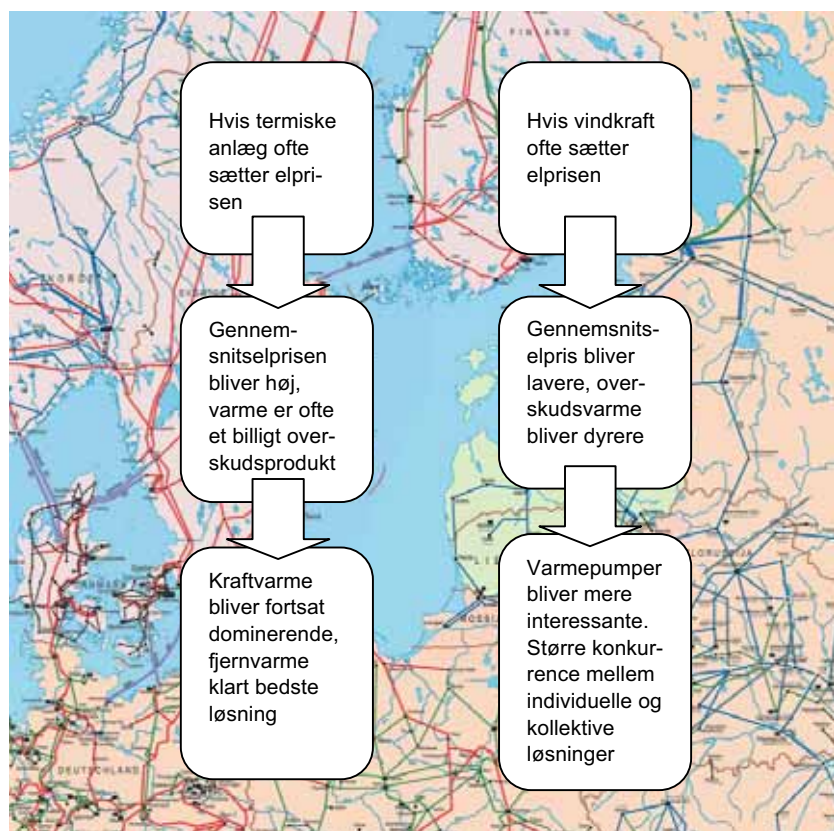 FINLAND
Hvis termiske
anlæg ofte
sætter elpri-
sen
Gennem-
snitselprisen
bliver høj,
varme er ofte
et billigt over-
skudsprodukt
Kraftvarme
bliver fortsat
dominerende,
fjernvarme
klart bedste
løsning
Hvis vindkraft
ofte sætter
elprisen
Gennemsnits-
elpris bliver
lavere, over-
skudsvarme
bliver dyrere
Varmepumper
bliver mere
interessante.
Større konkur-
rence mellem
individuelle og
kollektive
løsninger
DEUTSCHLAND